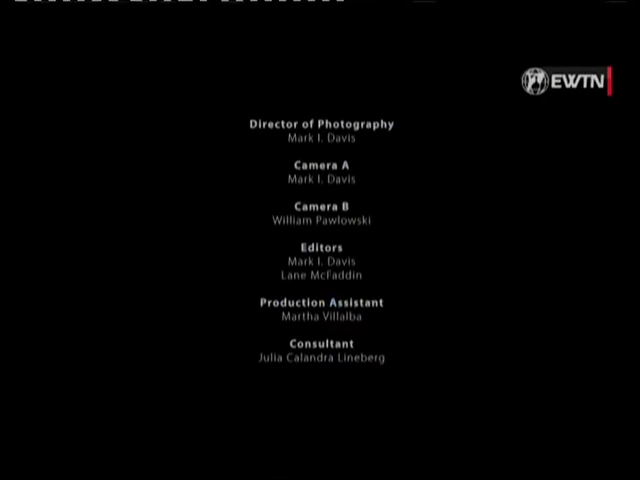 EWTN
Director of Photography
Mark I. Davis
Camera A
Mark I. Davis
Camera B
William Pawlowski
Editors
Mark I. Davis
Lane McFaddin
Production Assistant
Martha Villalba
Consultant
Julia Calandra Lineberg